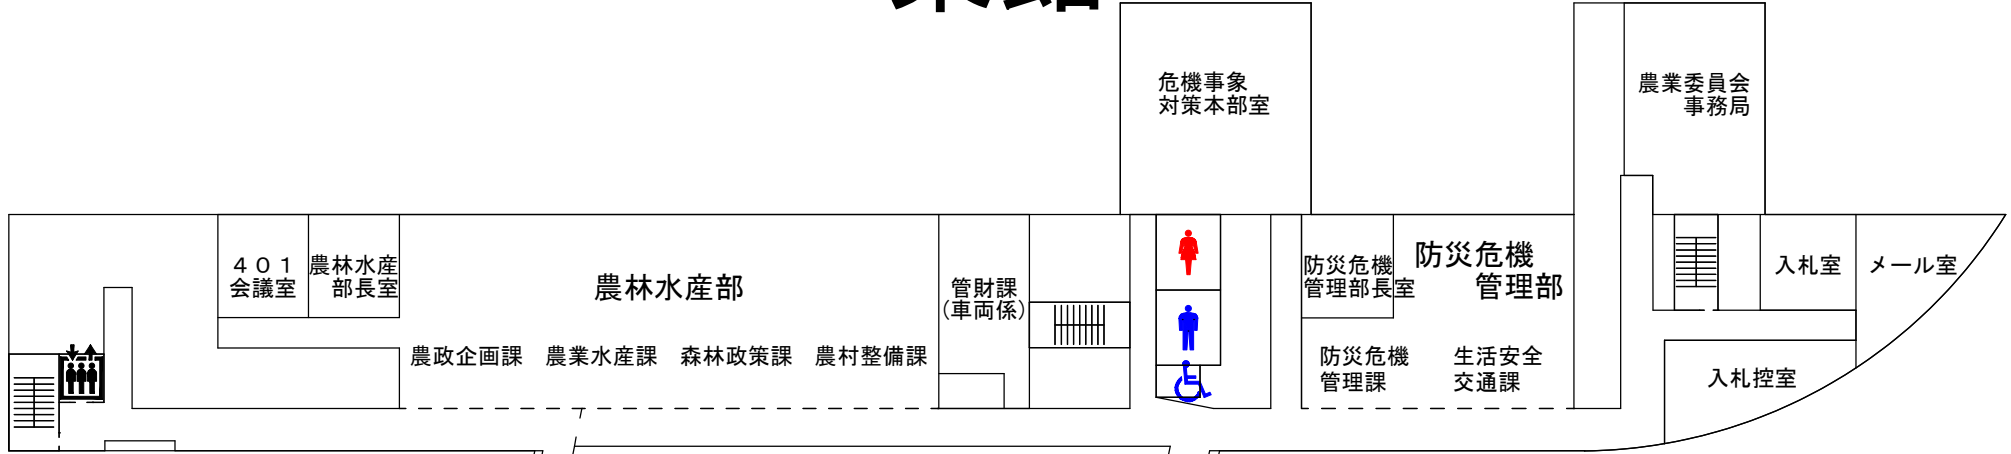 危機事象
対策本部室
農業委員会
事務局
４０１
会議室
農林水産
部長室
農林水産部
農政企画課 農業水産課 森林政策課 農村整備課
管財課
(車両係)
防災危機
管理部長室
防災危機
管理部
防災危機
管理課
生活安全
交通課
入札室
メール室
入札控室